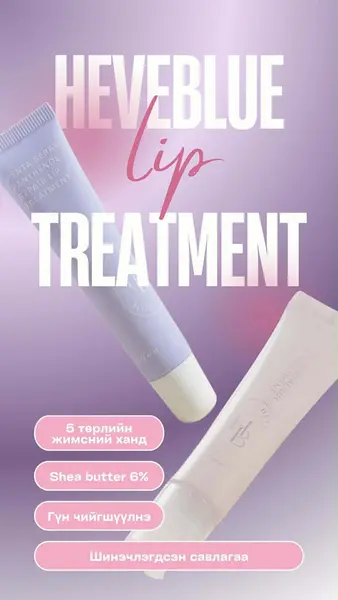 HEVEBLUE
Lip
TREATMENT
5 төрлийн
жимсний ханд
Shea butter 6%
Гүн чийгшүүлнэ
Шинэчлэгдсэн савлагаа